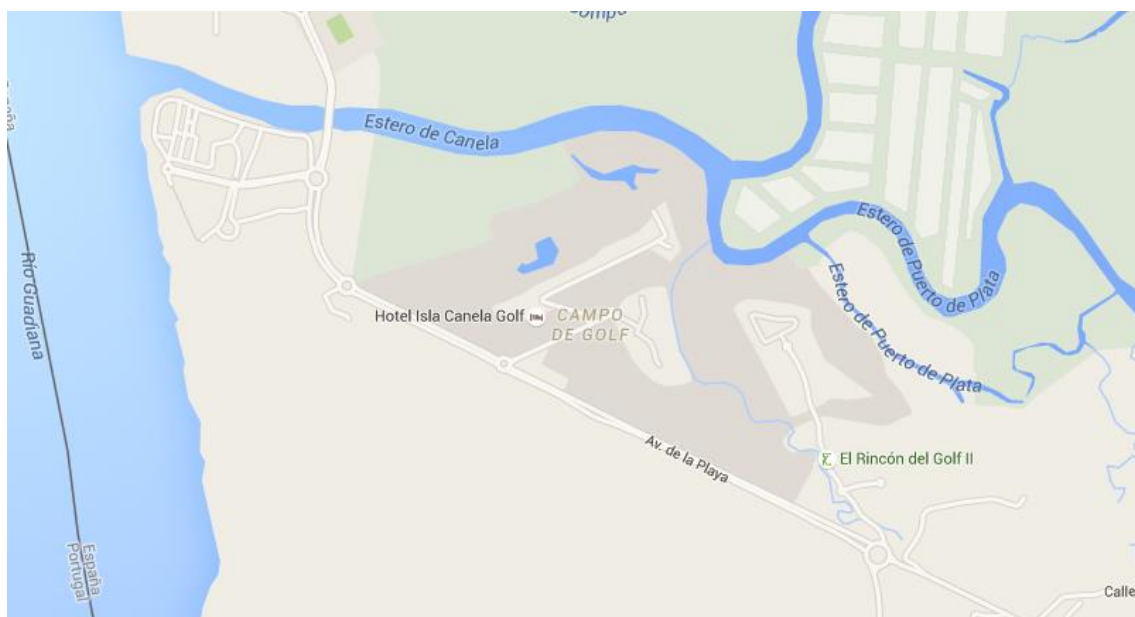 Estero de Canela
España
Estero de Puerto de Plata
Río Guadiana
Estero de Puerto de Plata
Hotel Isla Canela Golf
CAMPO
DE GOLF
Av. de la Playa
El Rincón del Golf II
España
Portugal
Calle